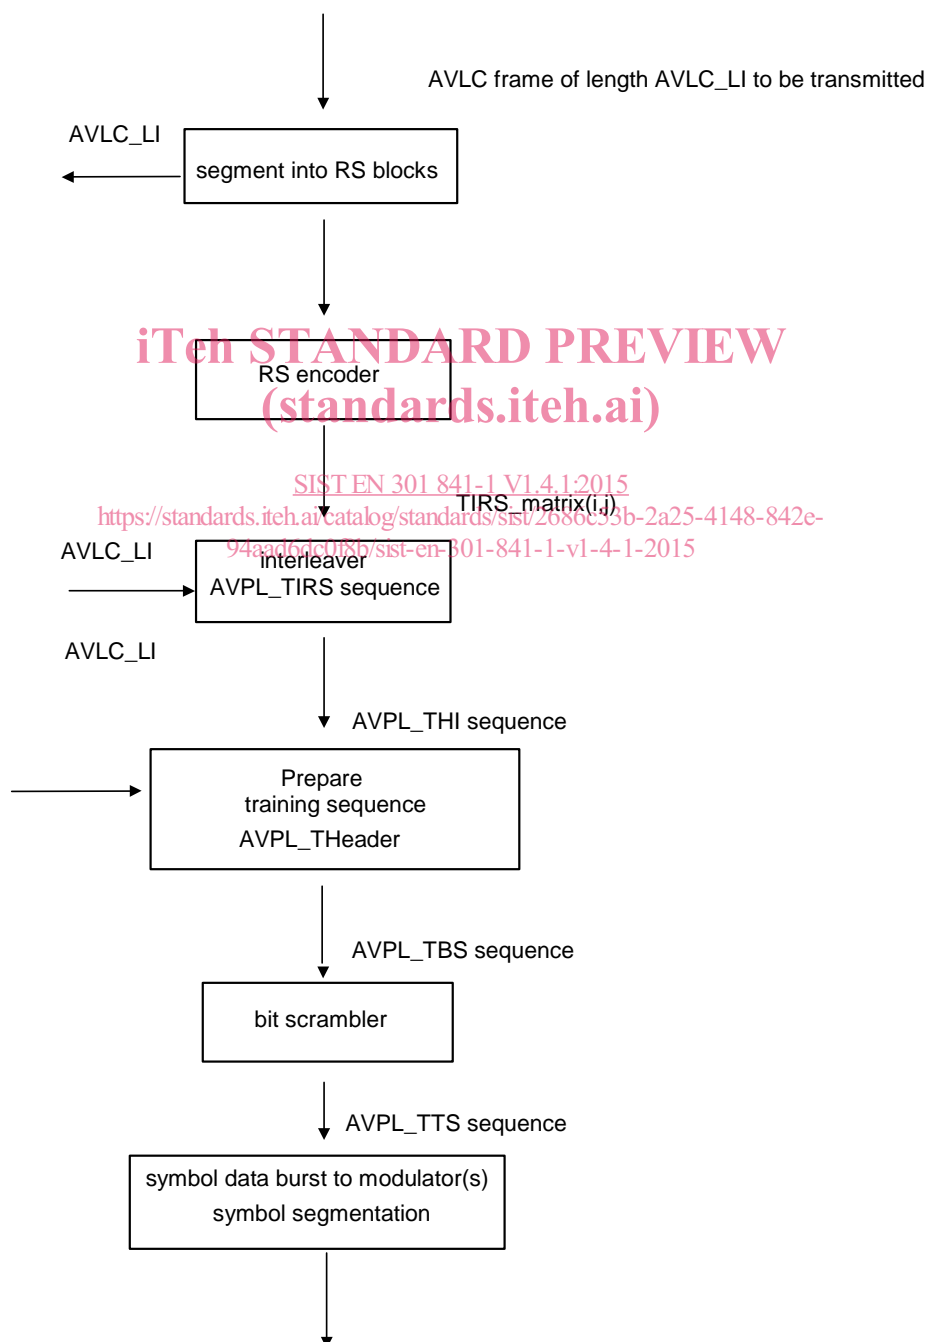 AVLC frame of length AVLC_LI to be transmitted
AVLC_LI
segment into RS blocks
iTeh STANDARD PREVIEW
RS encoder
(standards.iteh.ai)
SIST EN 301 841-1 V1.4.1:2015
TIRS_matrix(i,j)
https://standards.iteh.ai/catalog/standards/sist/2686c53b-2a25-4148-842e-
94aad6dc0f8b/sist-en-301-841-1-v1-4-1-2015
AVLC_LI
interleaver
AVPL_TIRS sequence
AVLC_LI
AVPL_THI sequence
Prepare
training sequence
AVPL_THeader
AVPL_TBS sequence
bit scrambler
AVPL_TTS sequence
symbol data burst to modulator(s)
symbol segmentation